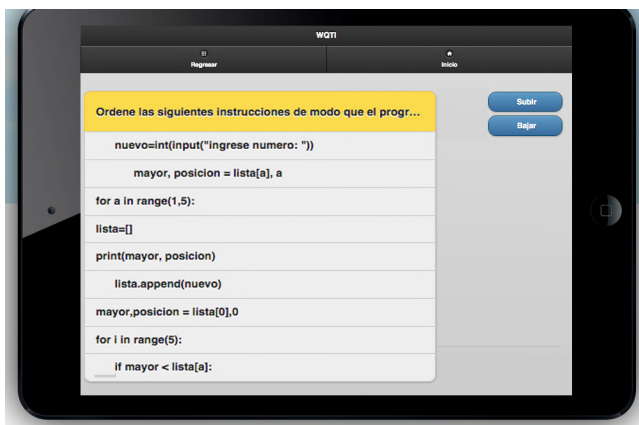 WQTI
Regresar
Inicio
Ordene las siguientes instrucciones de modo que el progr...
Subir
Bajar
nuevo=int(input("ingrese numero: "))
mayor, posicion = lista[a], a
for a in range(1,5):
lista=[]
print(mayor, posicion)
lista.append(nuevo)
mayor,posicion = lista[0],0
for i in range(5):
if mayor < lista[a]: